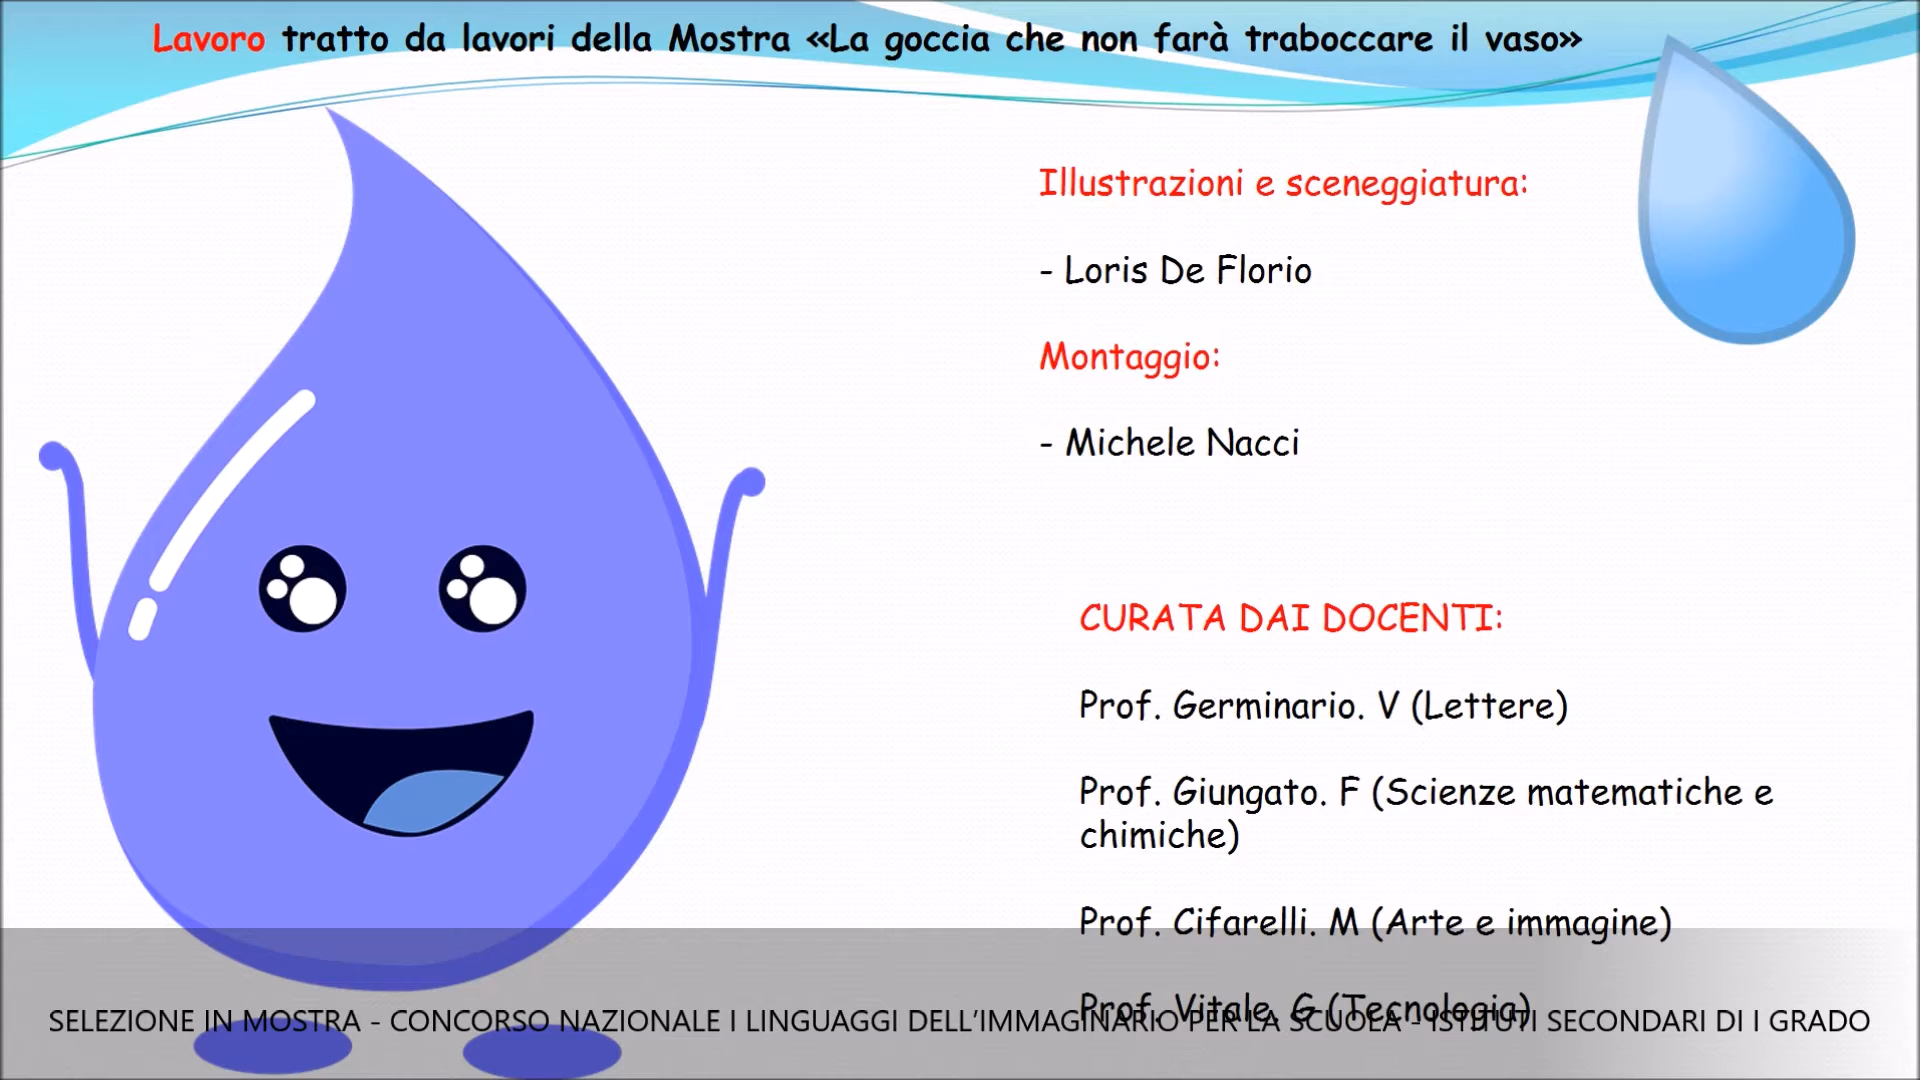 Lavoro tratto da lavori della Mostra «La goccia che non farà traboccare il vaso»
Illustrazioni e sceneggiatura:
- Loris De Florio
Montaggio:
- Michele Nacci
CURATA DAI DOCENTI:
Prof. Germinario. V (Lettere)
Prof. Giungato. F (Scienze matematiche e
chimiche)
Prof. Cifarelli. M (Arte e immagine)
Prof. Vitale. G (Tecnologia)
SELEZIONE IN MOSTRA - CONCORSO NAZIONALE I LINGUAGGI DELL’IMMAGINARIO PER LA SCUOLA - ISTITUTI SECONDARI DI I GRADO